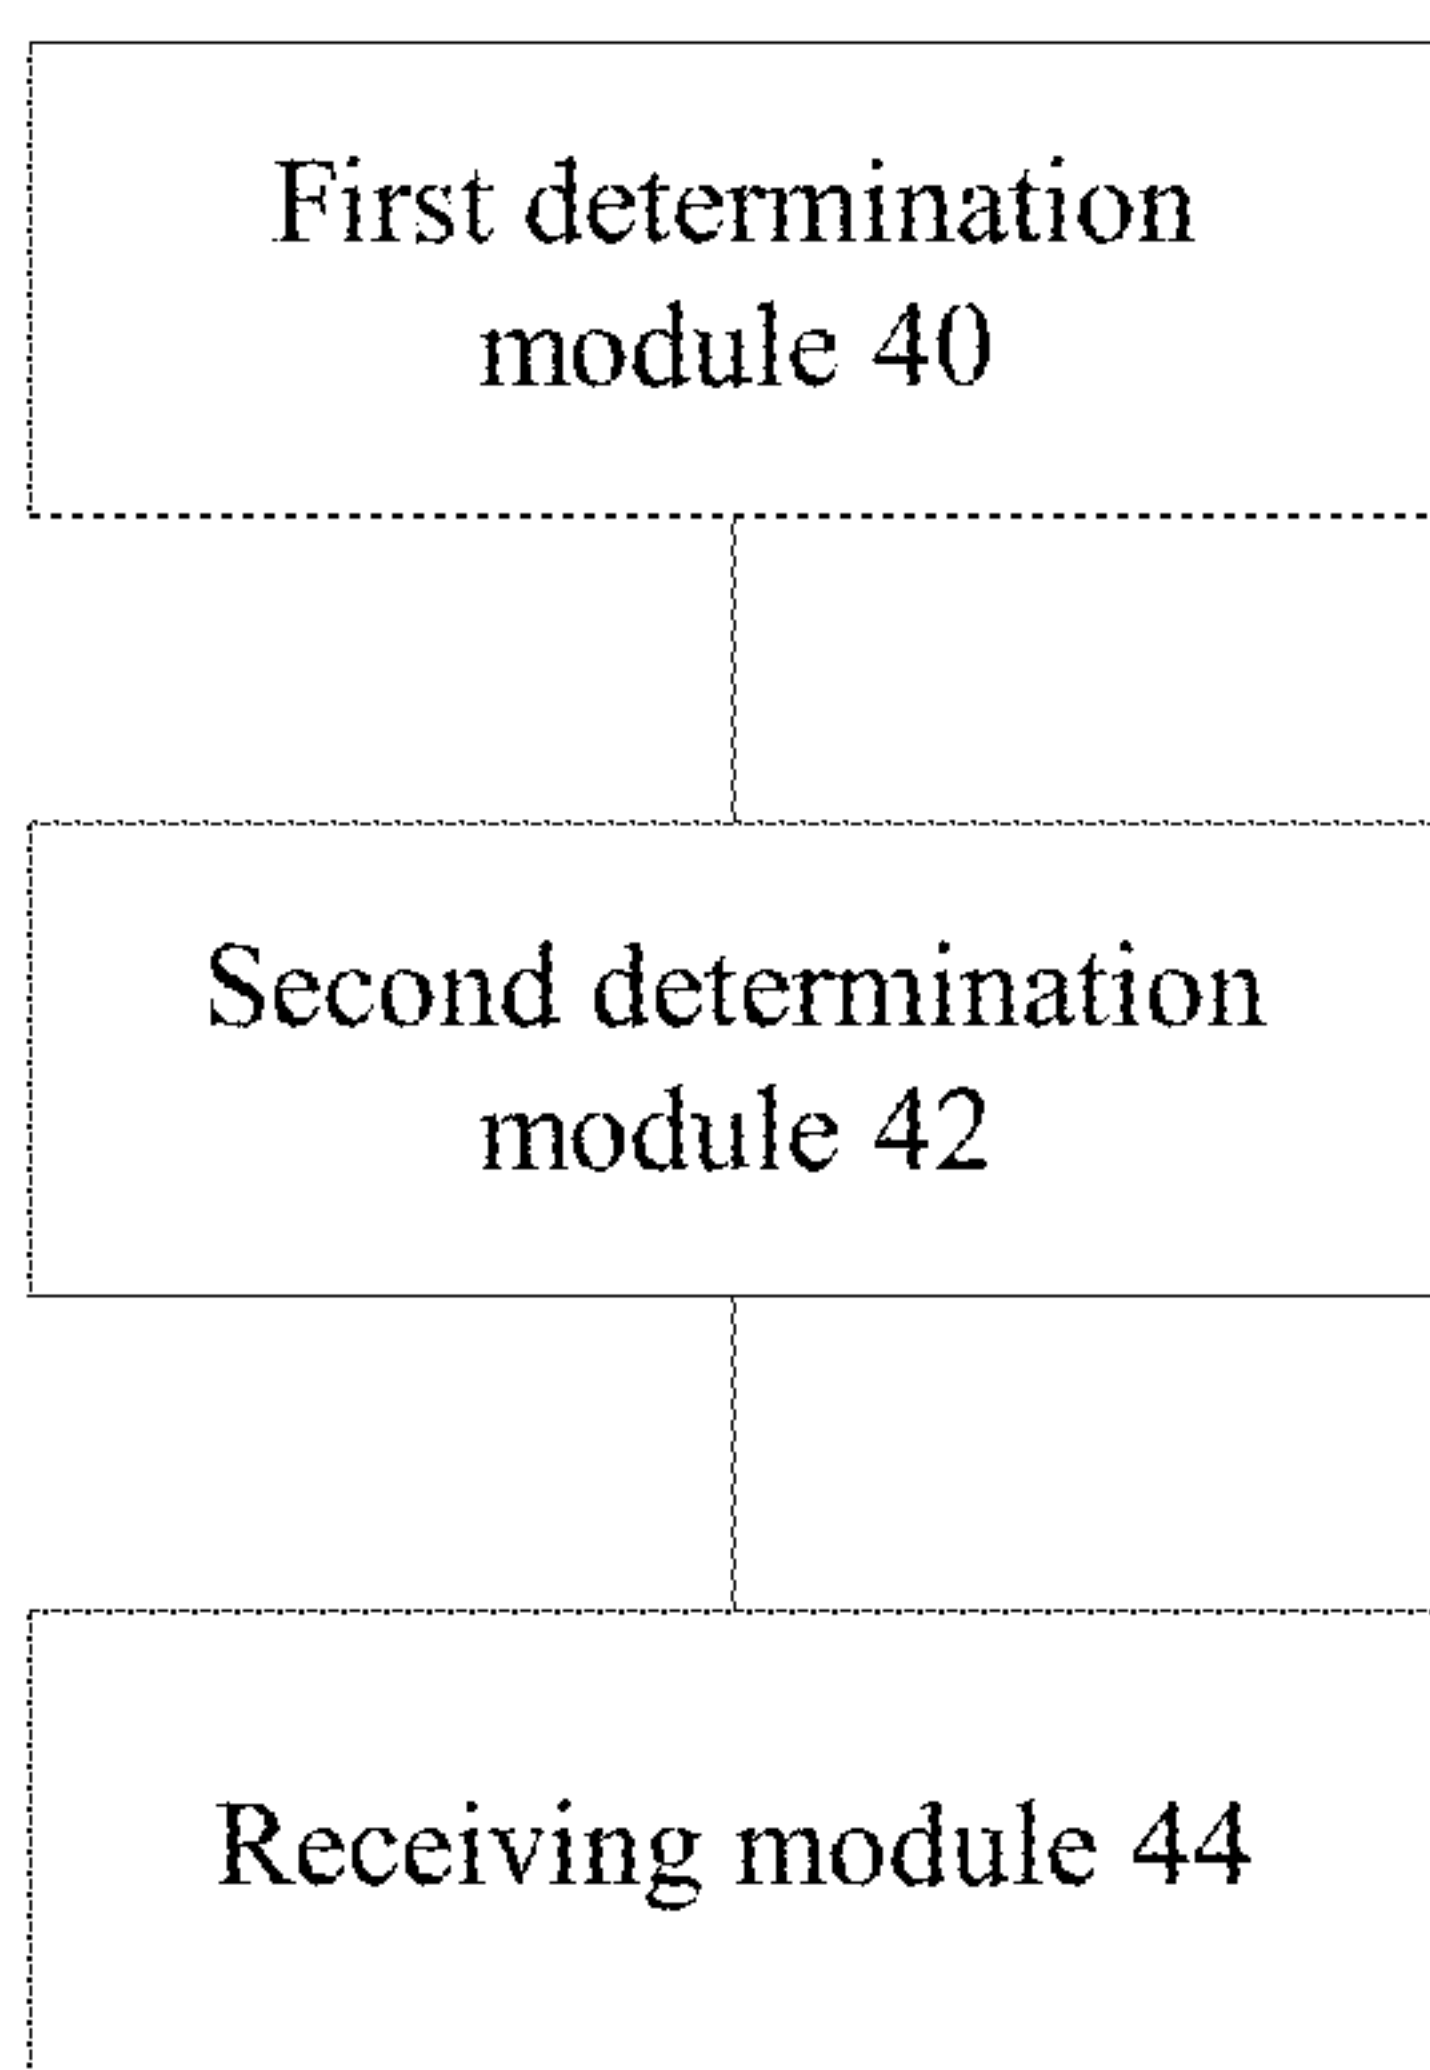 First determination
module 40
Second determination
module 42
Receiving module 44